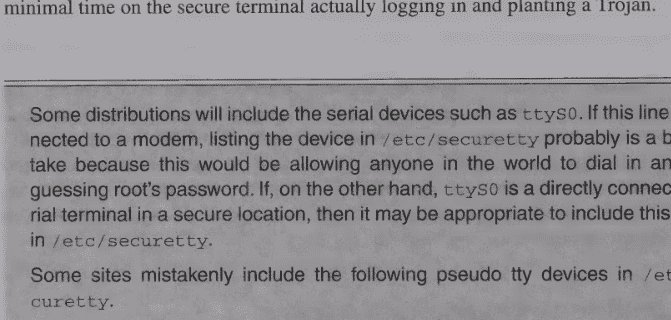 minimal time on the secure terminal actually logging in and planting a Trojan.
Some distributions will include the serial devices such as ttyS0. If this line
nected to a modem, listing the device in /etc/securetty probably is a b
take because this would be allowing anyone in the world to dial in an
guessing root's password. If, on the other hand, ttyS0 is a directly connec
rial terminal in a secure location, then it may be appropriate to include this
in /etc/securetty.
Some sites mistakenly include the following pseudo tty devices in /et
curetty.